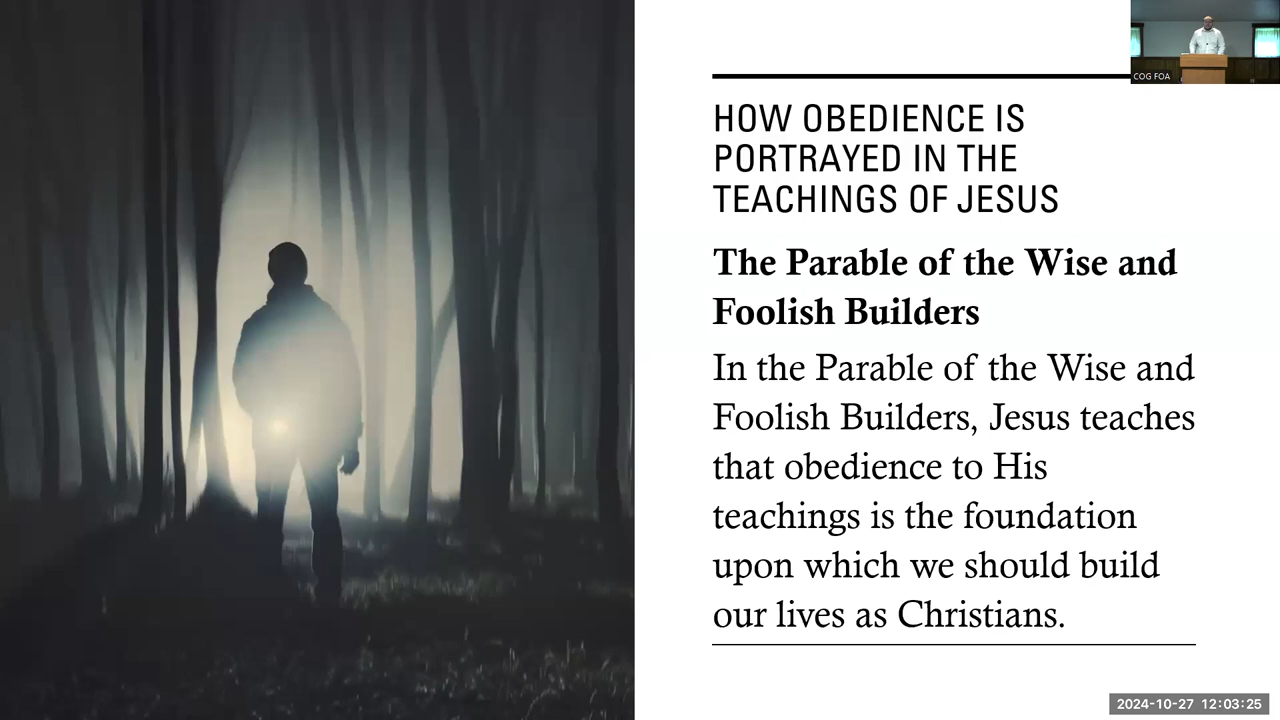 COG FOA
HOW OBEDIENCE IS
PORTRAYED IN THE
TEACHINGS OF JESUS
The Parable of the Wise and
Foolish Builders
In the Parable of the Wise and
Foolish Builders, Jesus teaches
that obedience to His
teachings is the foundation
upon which we should build
our lives as Christians.
2024-10-27 12:03:25